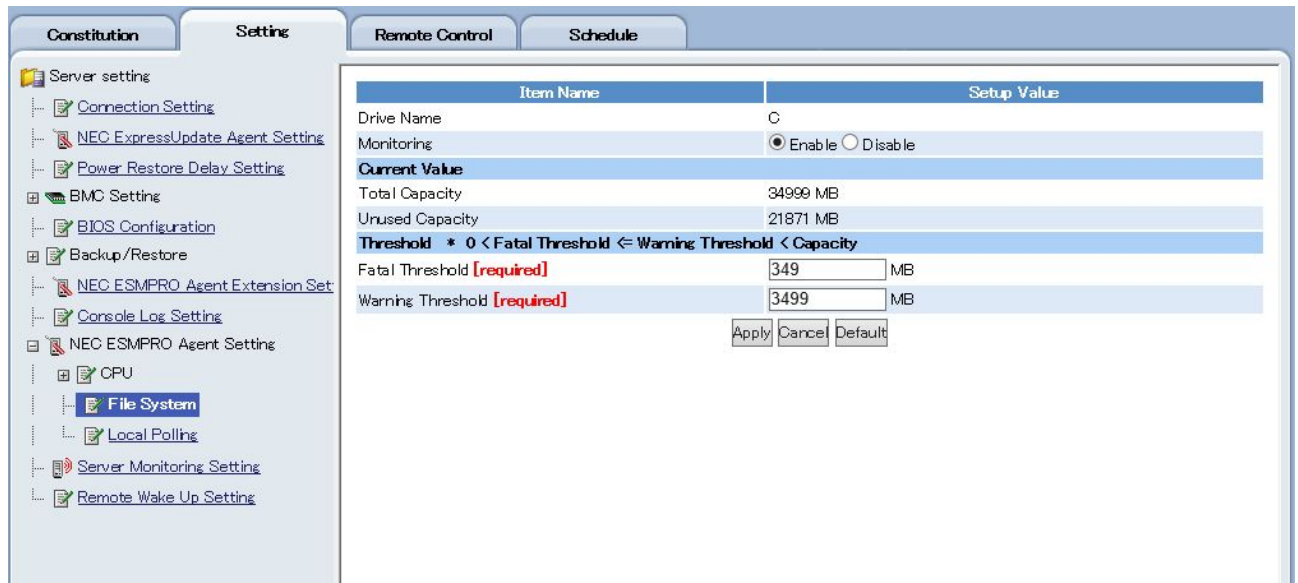 Constitution
Setting
Remote Control
Schedule
Server setting
Connection Setting
NEC ExpressUpdate Agent Setting
Power Restore Delay Setting
BMC Setting
BIOS Configuration
Backup/Restore
NEC ESMPRO Agent Extension Set
Console Log Setting
NEC ESMPRO Agent Setting
CPU
File System
Local Polling
Server Monitoring Setting
Remote Wake Up Setting
Item Name Setup Value
Drive Name C
Monitoring Enable Disable
Current Value
Total Capacity 34999 MB
Unused Capacity 21871 MB
Threshold * 0 < Fatal Threshold <= Warning Threshold < Capacity
Fatal Threshold [required] 349 MB
Warning Threshold [required] 3499 MB
Apply Cancel Default